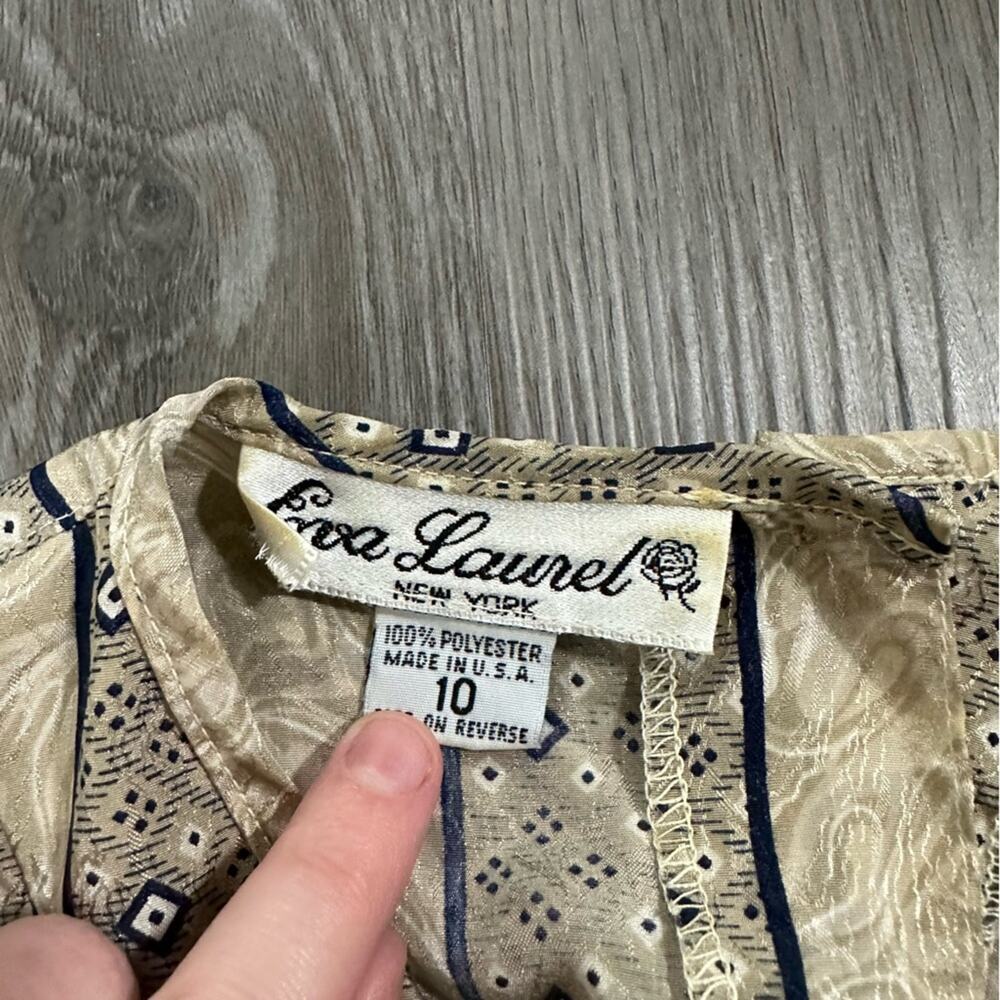 Eva Laurel
NEW YORK
100% POLYESTER
MADE IN U.S.A.
10
ON REVERSE